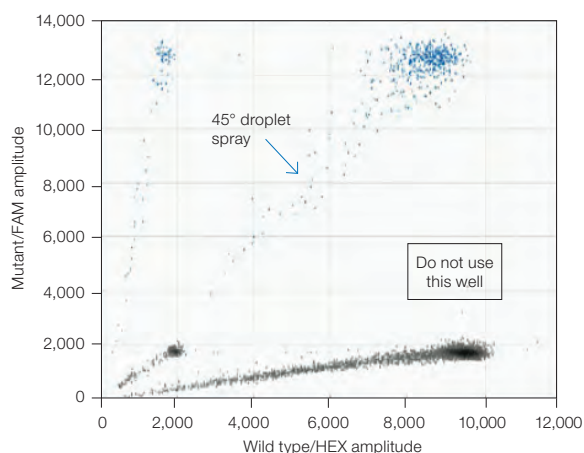 14,000
12,000
10,000
8,000
6,000
4,000
2,000
0
Mutant/FAM amplitude
45° droplet
spray
Do not use
this well
0
2,000
4,000
6,000
8,000
10,000
12,000
Wild type/HEX amplitude